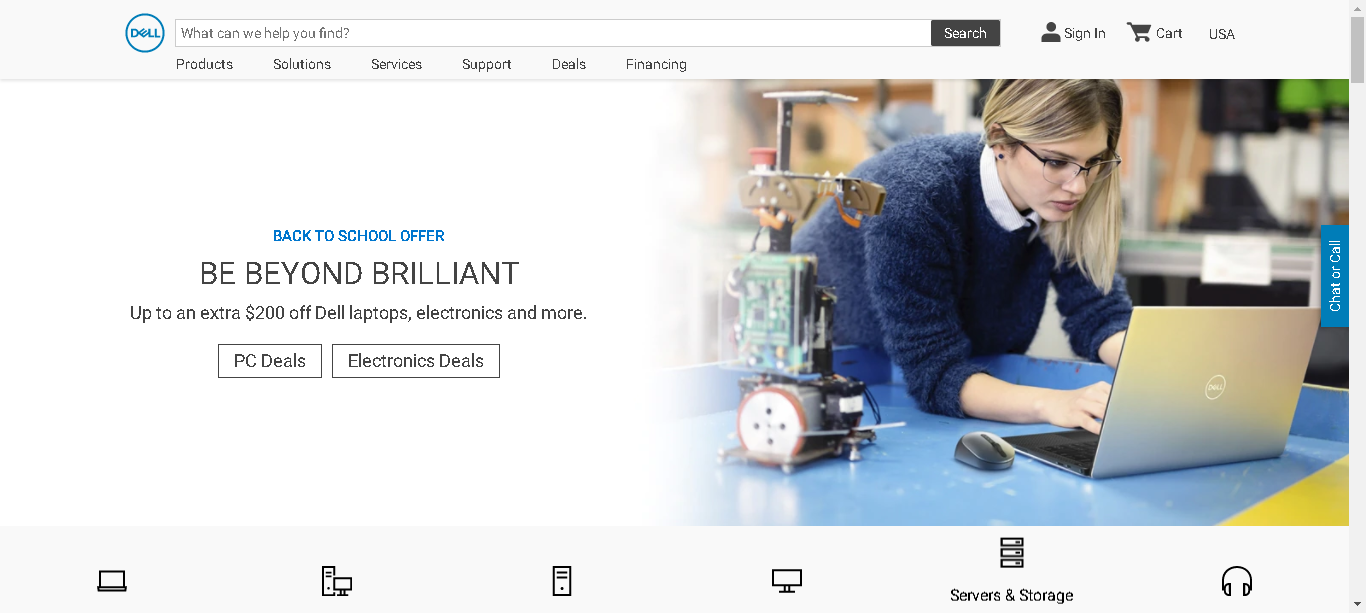 DELL
What can we help you find?
Search
Sign In
Cart
USA
Products
Solutions
Services
Support
Deals
Financing
BACK TO SCHOOL OFFER
BE BEYOND BRILLIANT
Up to an extra $200 off Dell laptops, electronics and more.
PC Deals
Electronics Deals
Chat or Call
DELL
Servers & Storage